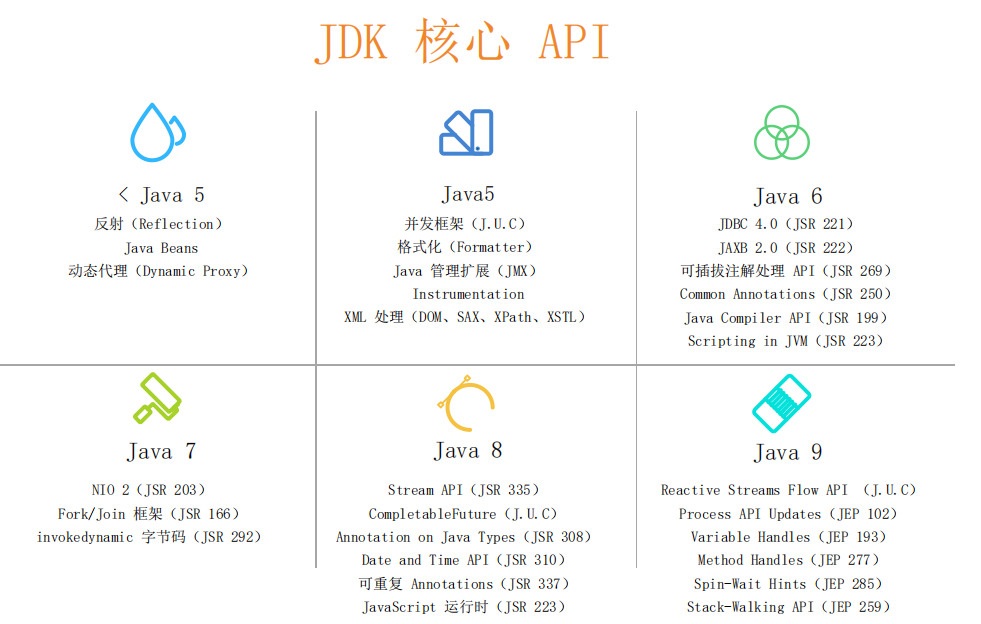 JDK 核心 API
< Java 5
反射（Reflection）
Java Beans
动态代理（Dynamic Proxy）
Java5
并发框架（J.U.C）
格式化（Formatter）
Java 管理扩展（JMX）
Instrumentation
XML 处理（DOM、SAX、XPath、XSTL）
Java 6
JDBC 4.0（JSR 221）
JAXB 2.0（JSR 222）
可插拔注解处理 API（JSR 269）
Common Annotations（JSR 250）
Java Compiler API（JSR 199）
Scripting in JVM（JSR 223）
Java 7
NIO 2（JSR 203）
Fork/Join 框架（JSR 166）
invokedynamic 字节码（JSR 292）
Java 8
Stream API（JSR 335）
CompletableFuture（J.U.C）
Annotation on Java Types（JSR 308）
Date and Time API（JSR 310）
可重复 Annotations（JSR 337）
JavaScript 运行时（JSR 223）
Java 9
Reactive Streams Flow API （J.U.C）
Process API Updates（JEP 102）
Variable Handles（JEP 193）
Method Handles（JEP 277）
Spin-Wait Hints（JEP 285）
Stack-Walking API（JEP 259）